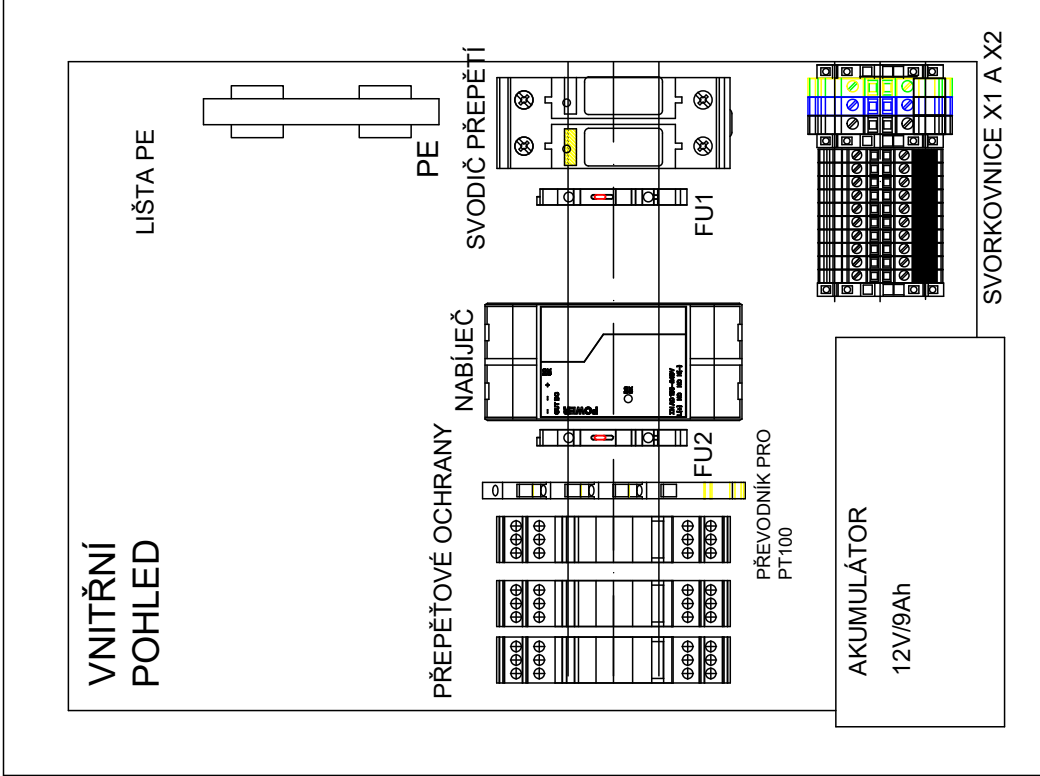 VNITŘNÍ
POHLED
LIŠTA PE
PE
PŘEPĚŤOVÉ OCHRANY
NABÍJEČ
SVODIČ PŘEPĚTÍ
FU2
FU1
PŘEVODNÍK PRO
PT100
AKUMULÁTOR
12V/9Ah
SVORKOVNICE X1 A X2
POWER